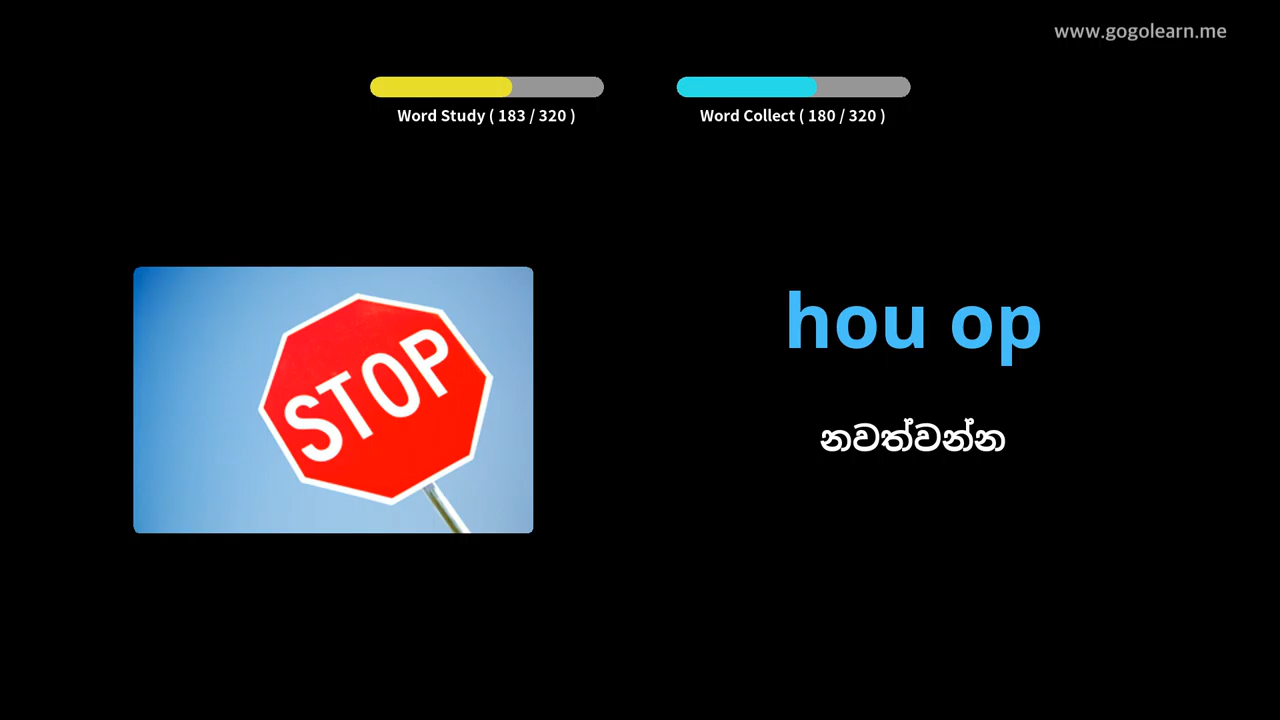 www.gogolearn.me
Word Study ( 183 / 320 )
Word Collect ( 180 / 320 )
STOP
hou op
නවත්වන්න